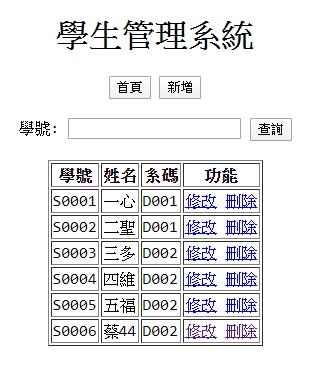 學生管理系統
首頁 新增
學號: 查詢
學號 姓名 系碼 功能
S0001 一心 D001 修改 刪除
S0002 二聖 D001 修改 刪除
S0003 三多 D002 修改 刪除
S0004 四維 D002 修改 刪除
S0005 五福 D002 修改 刪除
S0006 蔡44 D002 修改 刪除